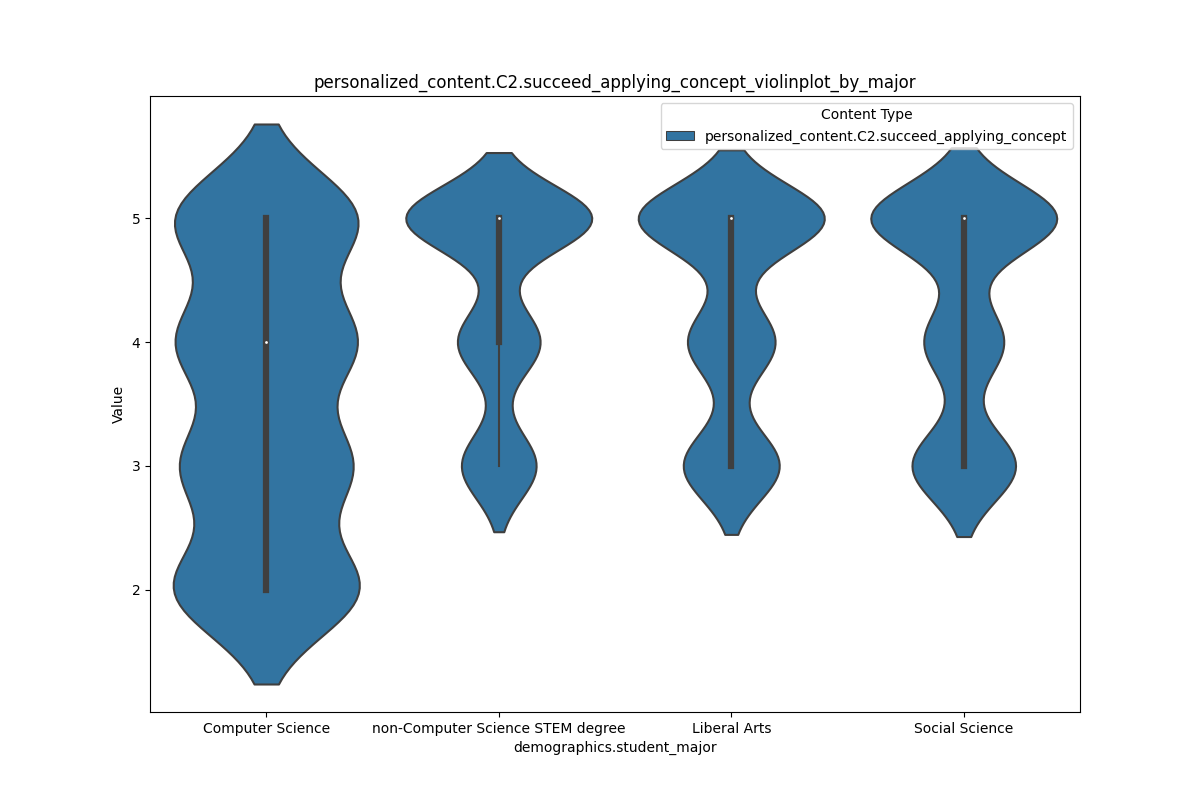 personalized_content.C2.succeed_applying_concept_violinplot_by_major
Content Type
personalized_content.C2.succeed_applying_concept
5
4
3
2
Value
Computer Science
non-Computer Science STEM degree
Liberal Arts
Social Science
demographics.student_major